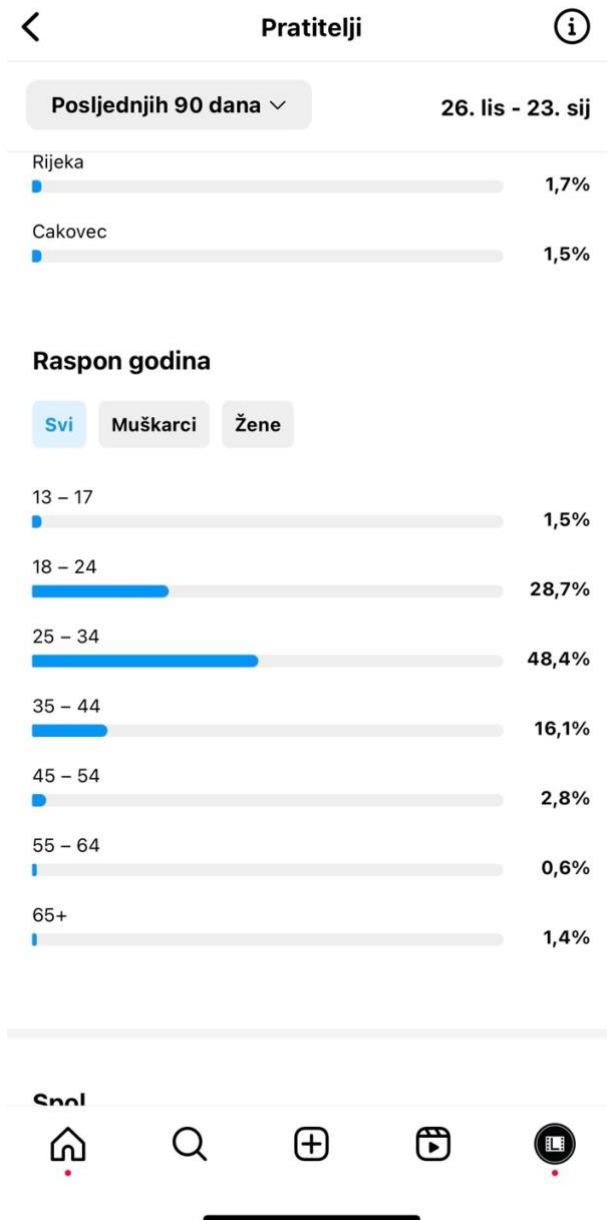 Pratitelji
Posljednjih 90 dana
26. lis - 23. sij
Rijeka
1,7%
Cakovec
1,5%
Raspon godina
Svi Muškarci Žene
13 – 17
1,5%
18 – 24
28,7%
25 – 34
48,4%
35 – 44
16,1%
45 – 54
2,8%
55 – 64
0,6%
65+
1,4%
Spol